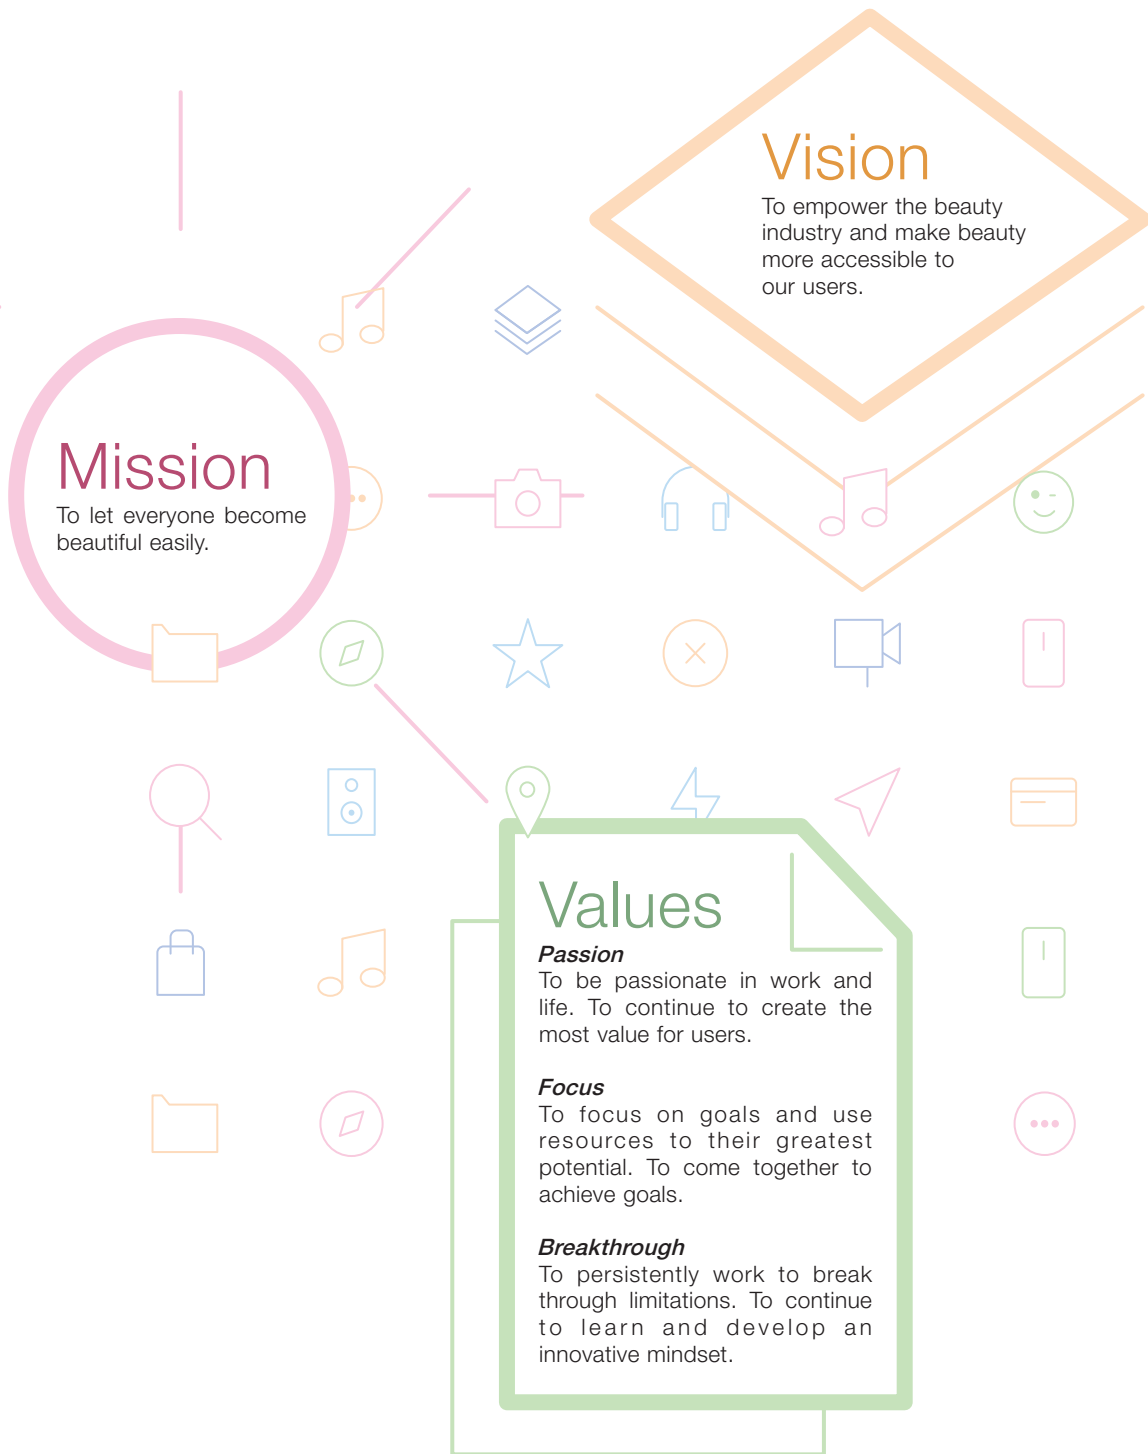 Vision
To empower the beauty
industry and make beauty
more accessible to
our users.
Mission
To let everyone become
beautiful easily.
Values
Passion
To be passionate in work and
life. To continue to create the
most value for users.
Focus
To focus on goals and use
resources to their greatest
potential. To come together to
achieve goals.
Breakthrough
To persistently work to break
through limitations. To continue
to learn and develop an
innovative mindset.